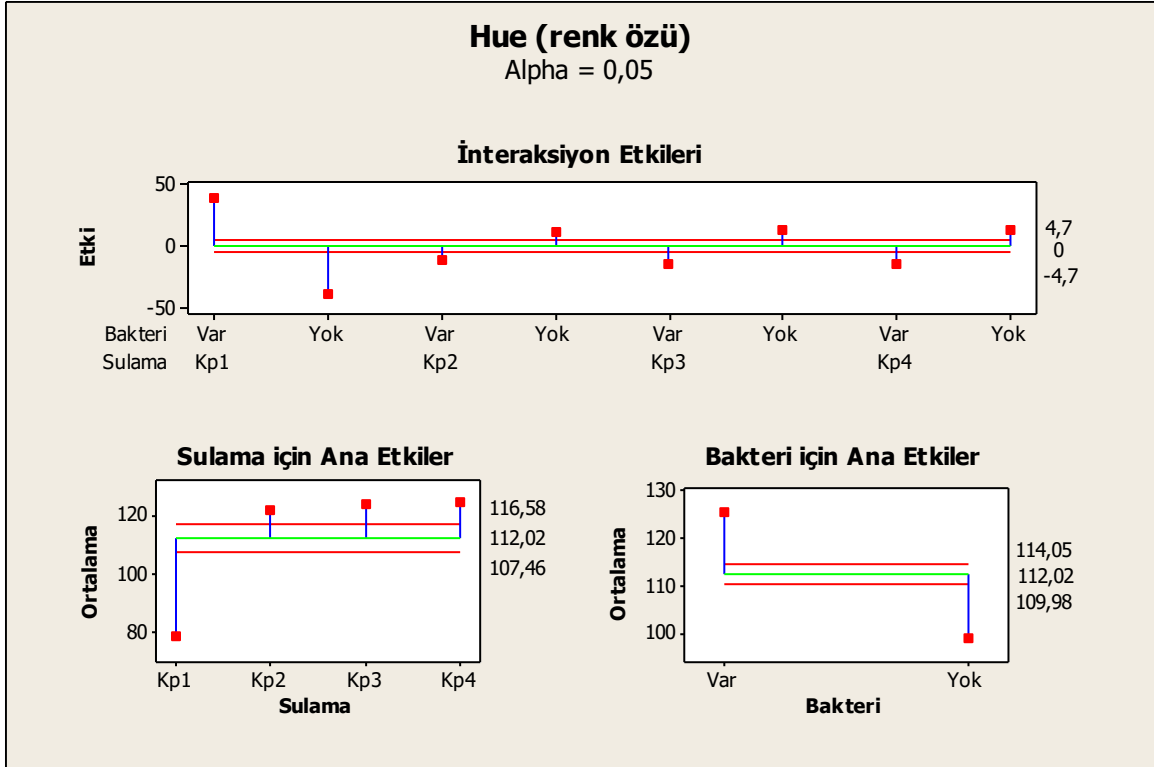 Hue (renk özü)
Alpha = 0,05
İnteraksiyon Etkileri
Etki
50
0
-50
4,7
0
-4,7
Bakteri Var Yok Var Yok Var Yok Var Yok
Sulama Kp1 Kp2 Kp3 Kp4
Sulama için Ana Etkiler
Ortalama
120
100
80
116,58
112,02
107,46
Kp1 Kp2 Kp3 Kp4
Sulama
Bakteri için Ana Etkiler
Ortalama
130
120
110
100
114,05
112,02
109,98
Var Yok
Bakteri